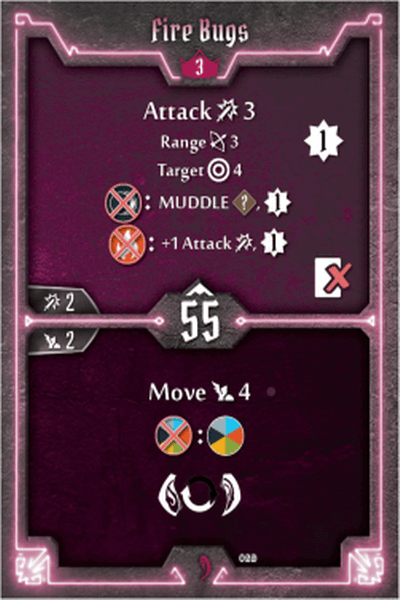 Fire Bugs
3
Attack 3
Range 3
1
Target 4
: MUDDLE ?, 1
: +1 Attack , 1
2
55
2
Move 4
:
028